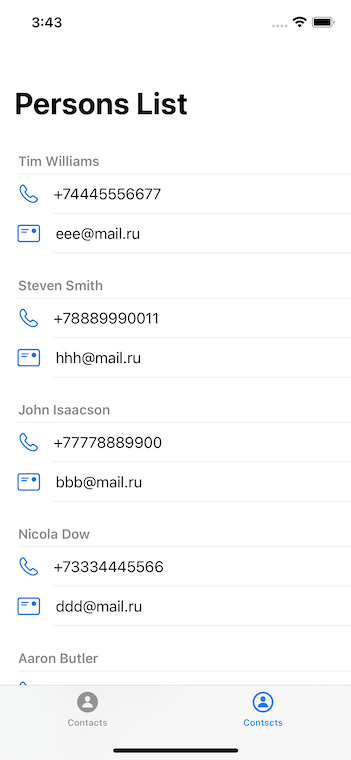 3:43
Persons List
Tim Williams
+74445556677
eee@mail.ru
Steven Smith
+78889990011
hhh@mail.ru
John Isaacson
+77778889900
bbb@mail.ru
Nicola Dow
+73334445566
ddd@mail.ru
Aaron Butler
Contacts
Contscts